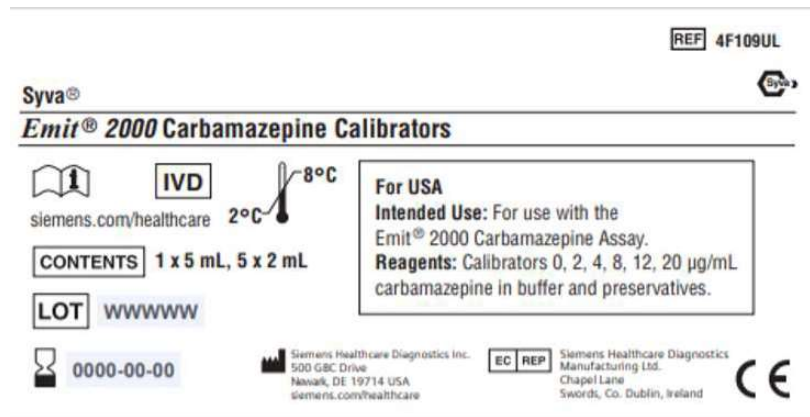 REF 4F109UL
Syva
Syva®
Emit® 2000 Carbamazepine Calibrators
i
IVD
8°C
2°C
siemens.com/healthcare
CONTENTS 1 x 5 mL, 5 x 2 mL
LOT WWWWW
0000-00-00
For USA
Intended Use: For use with the
Emit® 2000 Carbamazepine Assay.
Reagents: Calibrators 0, 2, 4, 8, 12, 20 µg/mL
carbamazepine in buffer and preservatives.
Siemens Healthcare Diagnostics Inc.
500 GBC Drive
Newark, DE 19714 USA
siemens.com/healthcare
EC REP
Siemens Healthcare Diagnostics
Manufacturing Ltd.
Chapel Lane
Swords, Co. Dublin, Ireland
CE